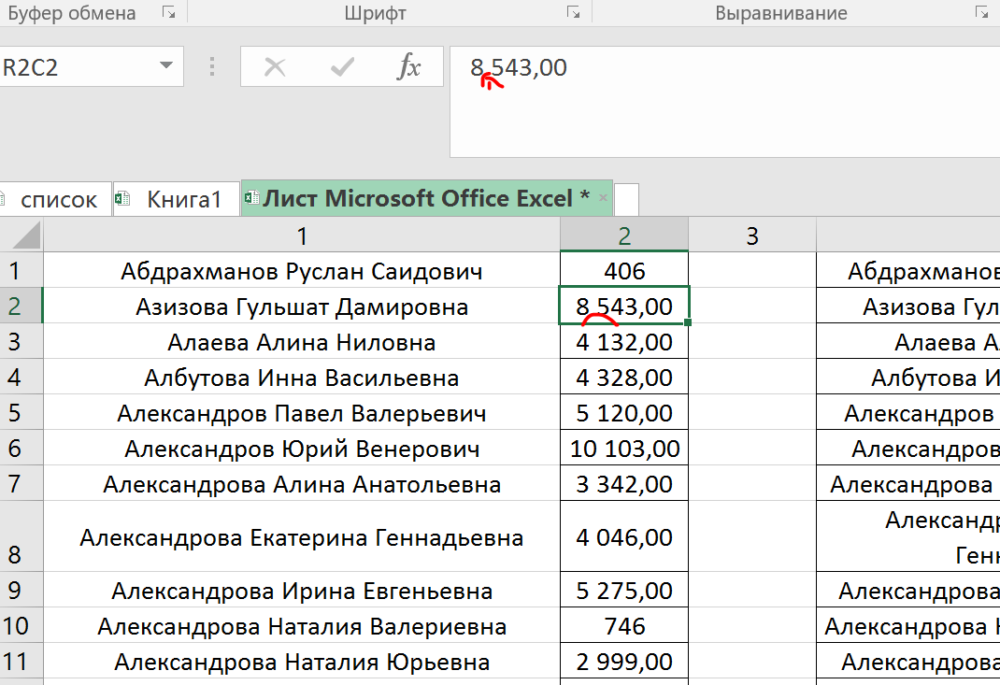 Буфер обмена Шрифт Выравнивание
R2C2 fx 8 543,00
список Книга1 Лист Microsoft Office Excel *
1 2 3
1 Абдрахманов Руслан Саидович 406 Абдрахманов
2 Азизова Гульшат Дамировна 8 543,00 Азизова Гул
3 Алаева Алина Ниловна 4 132,00 Алаева А
4 Албутова Инна Васильевна 4 328,00 Албутова И
5 Александров Павел Валерьевич 5 120,00 Александров
6 Александров Юрий Венерович 10 103,00 Александров
7 Александрова Алина Анатольевна 3 342,00 Александрова
8 Александрова Екатерина Геннадьевна 4 046,00 Александр
Ген
9 Александрова Ирина Евгеньевна 5 275,00 Александрова
10 Александрова Наталия Валериевна 746 Александрова
11 Александрова Наталия Юрьевна 2 999,00 Александрова